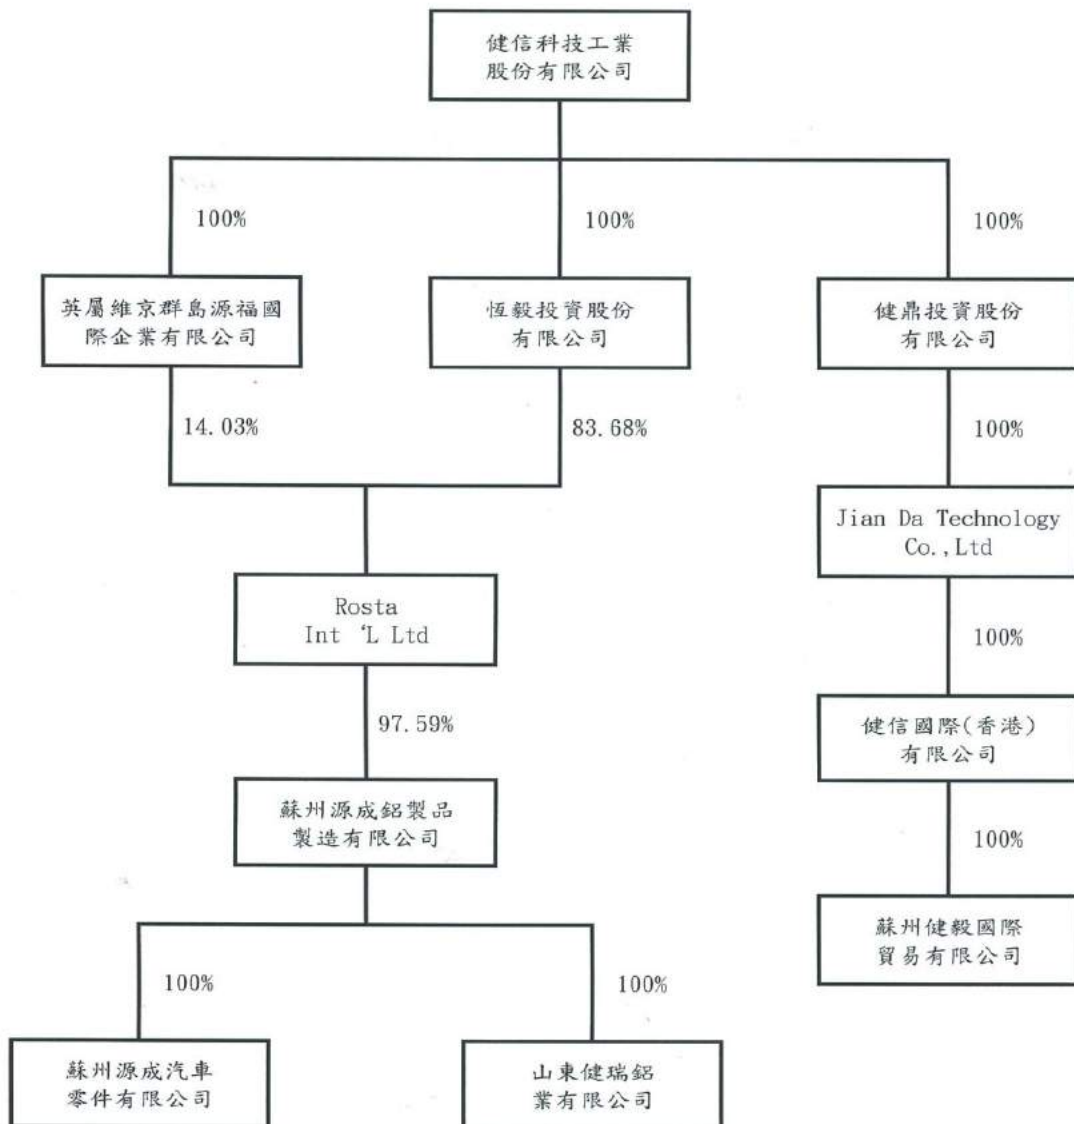 健信科技工業
股份有限公司
100%
100%
100%
英屬維京群島源福國
際企業有限公司
恆毅投資股份
有限公司
健鼎投資股份
有限公司
14.03%
83.68%
100%
Jian Da Technology
Co.,Ltd
Rosta
Int ‘L Ltd
100%
97.59%
健信國際(香港)
有限公司
蘇州源成鋁製品
製造有限公司
100%
蘇州健毅國際
貿易有限公司
100%
100%
蘇州源成汽車
零件有限公司
山東健瑞鋁
業有限公司